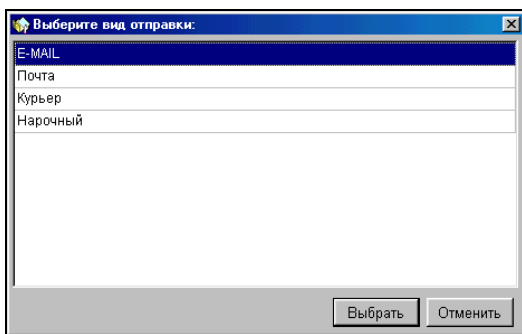 Выберите вид отправки:
E-MAIL
Почта
Курьер
Нарочный
Выбрать Отменить